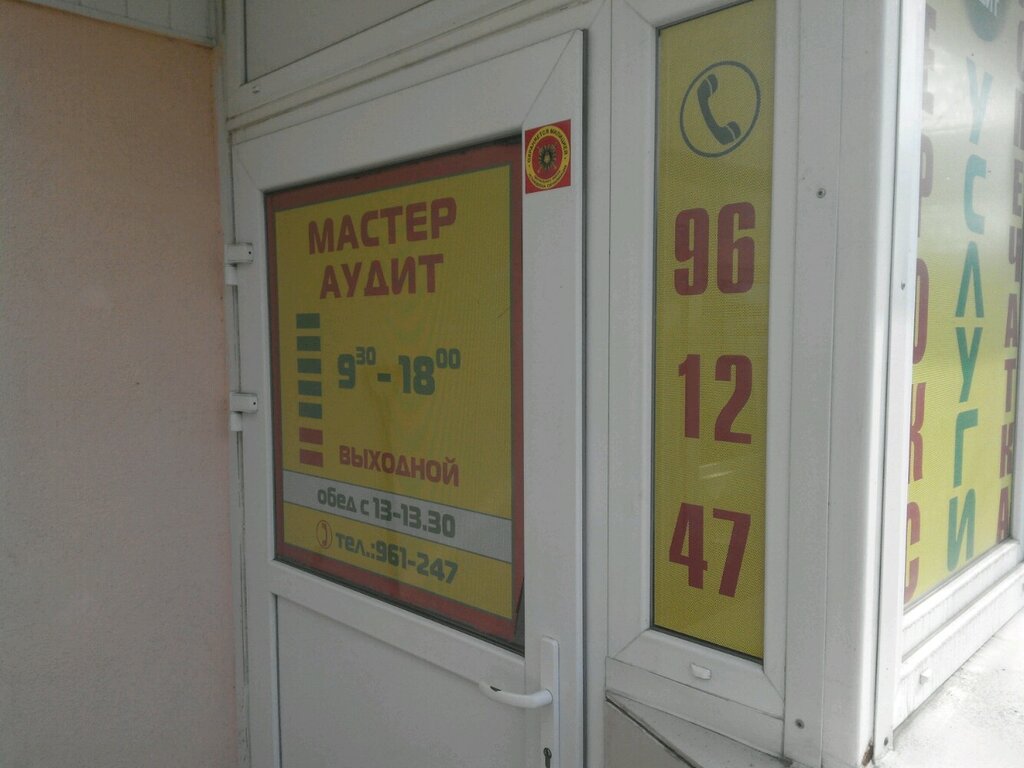 МАСТЕР
АУДИТ
9³⁰ - 18⁰⁰
ВЫХОДНОЙ
обед с 13-13.30
тел.:961-247
96
12
47
УСЛУГИ